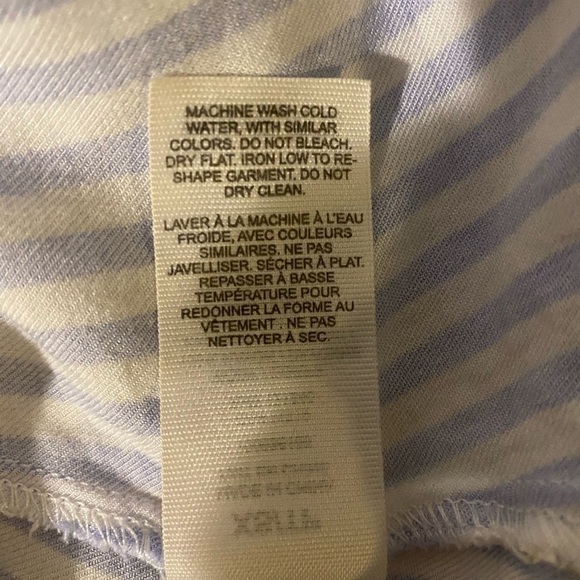 MACHINE WASH COLD
WATER, WITH SIMILAR
COLORS. DO NOT BLEACH.
DRY FLAT. IRON LOW TO RE-
SHAPE GARMENT. DO NOT
DRY CLEAN.
LAVER À LA MACHINE À L'EAU
FROIDE, AVEC COULEURS
SIMILAIRES. NE PAS
JAVELLISER. SÉCHER À PLAT.
REPASSER À BASSE
TEMPÉRATURE POUR
REDONNER LA FORME AU
VÊTEMENT . NE PAS
NETTOYER À SEC.